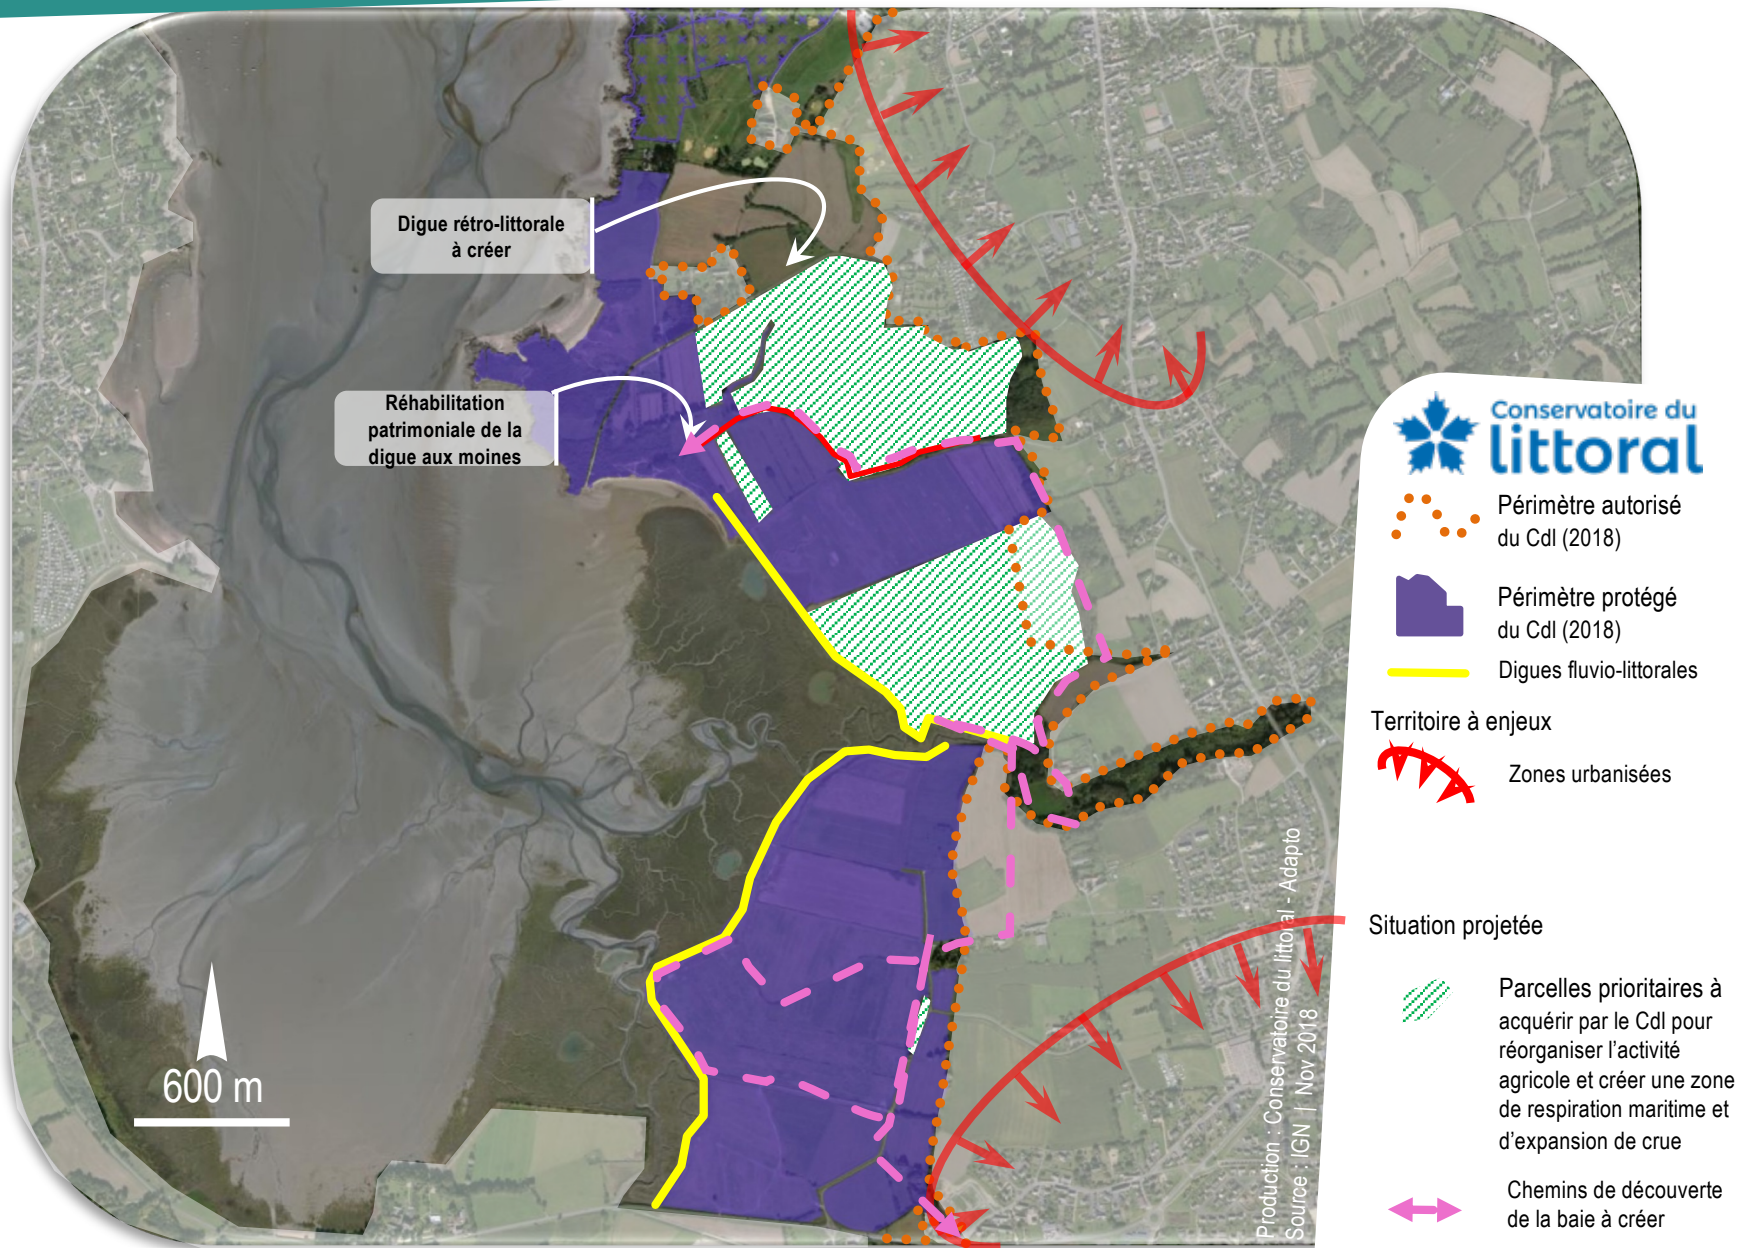 Digue rétro-littorale
à créer
Réhabilitation
patrimoniale de la
digue aux moines
600 m
Production : Conservatoire du littoral - Adapto
Source : IGN | Nov 2018
Conservatoire du
littoral
Périmètre autorisé
du Cdl (2018)
Périmètre protégé
du Cdl (2018)
Digues fluvio-littorales
Territoire à enjeux
Zones urbanisées
Situation projetée
Parcelles prioritaires à
acquérir par le Cdl pour
réorganiser l’activité
agricole et créer une zone
de respiration maritime et
d’expansion de crue
Chemins de découverte
de la baie à créer